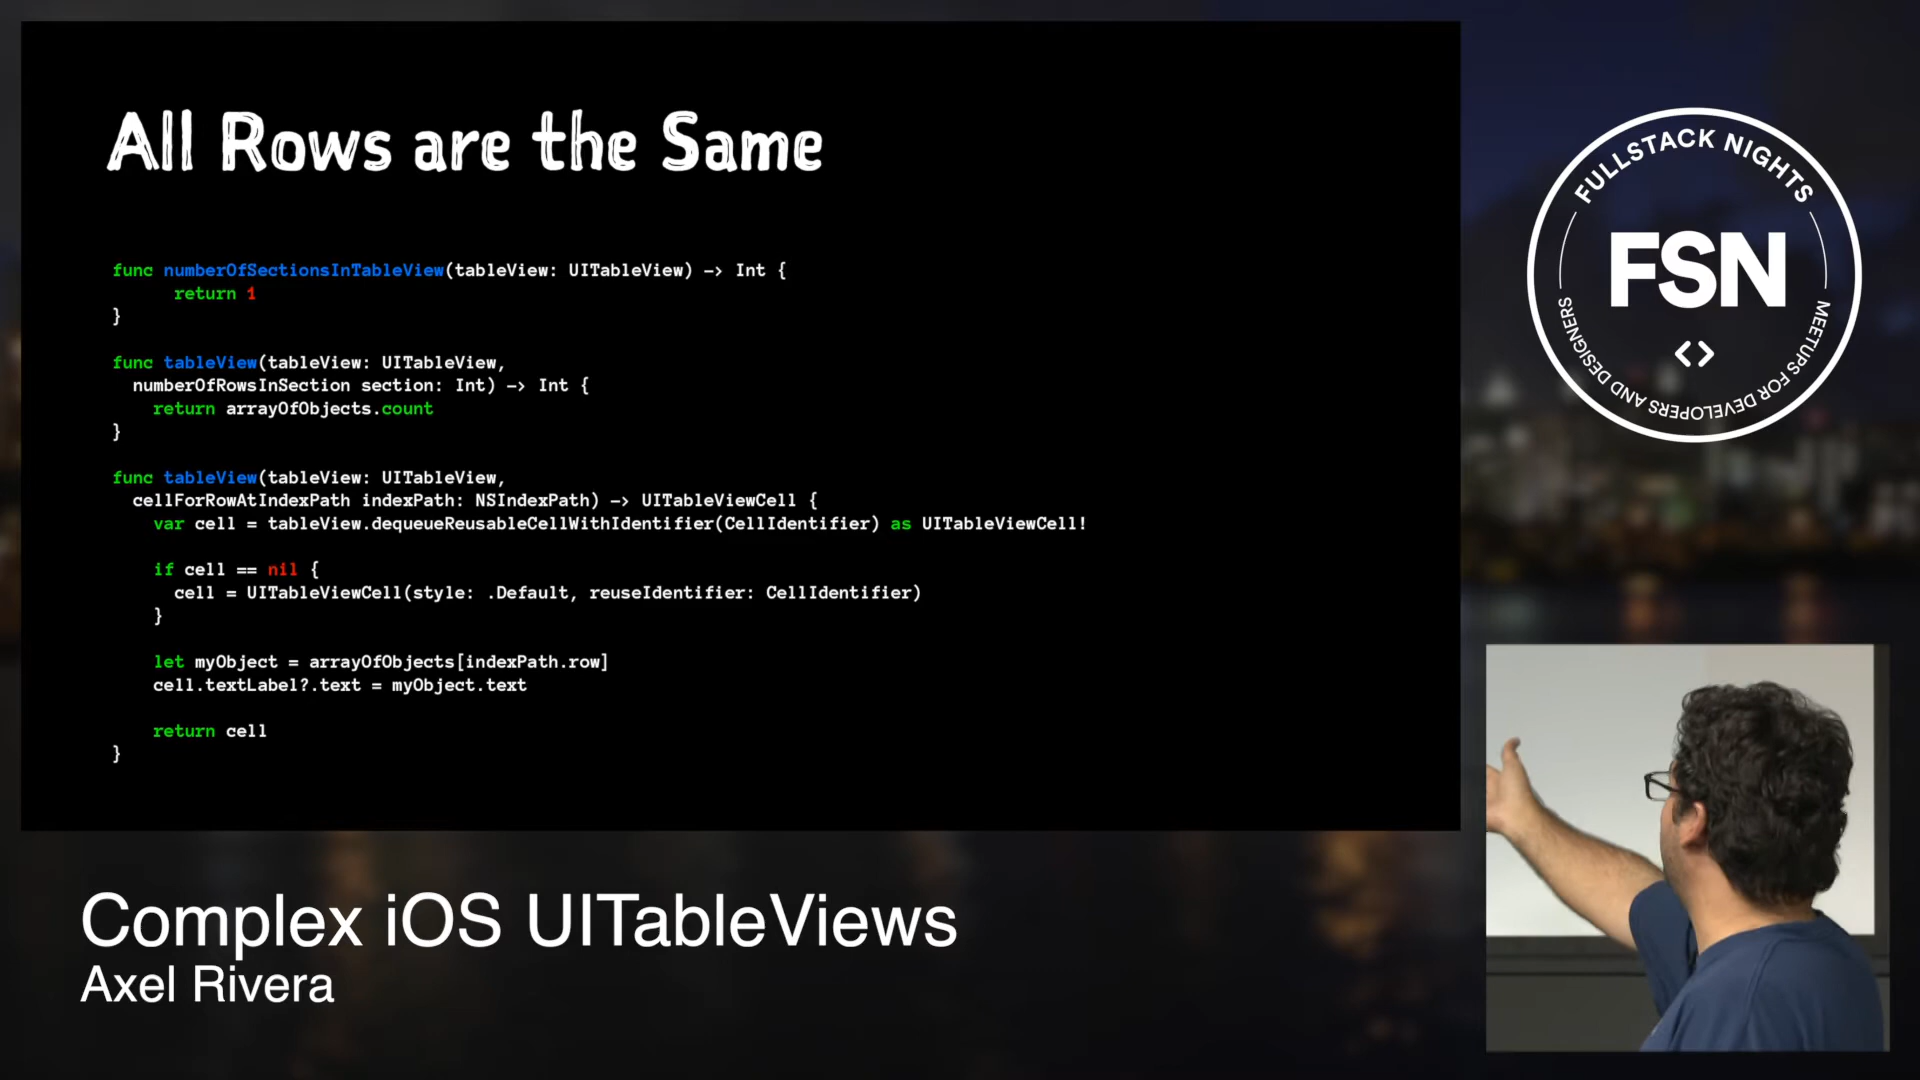 All Rows are the Same
func numberOfSectionsInTableView(tableView: UITableView) -> Int {
return 1
}
func tableView(tableView: UITableView,
numberOfRowsInSection section: Int) -> Int {
return arrayOfObjects.count
}
func tableView(tableView: UITableView,
cellForRowAtIndexPath indexPath: NSIndexPath) -> UITableViewCell {
var cell = tableView.dequeueReusableCellWithIdentifier(CellIdentifier) as UITableViewCell!
if cell == nil {
cell = UITableViewCell(style: .Default, reuseIdentifier: CellIdentifier)
}
let myObject = arrayOfObjects[indexPath.row]
cell.textLabel?.text = myObject.text
return cell
}
FULLSTACK NIGHTS
FSN
<>
MEETUPS FOR DEVELOPERS AND DESIGNERS
Complex iOS UITableViews
Axel Rivera